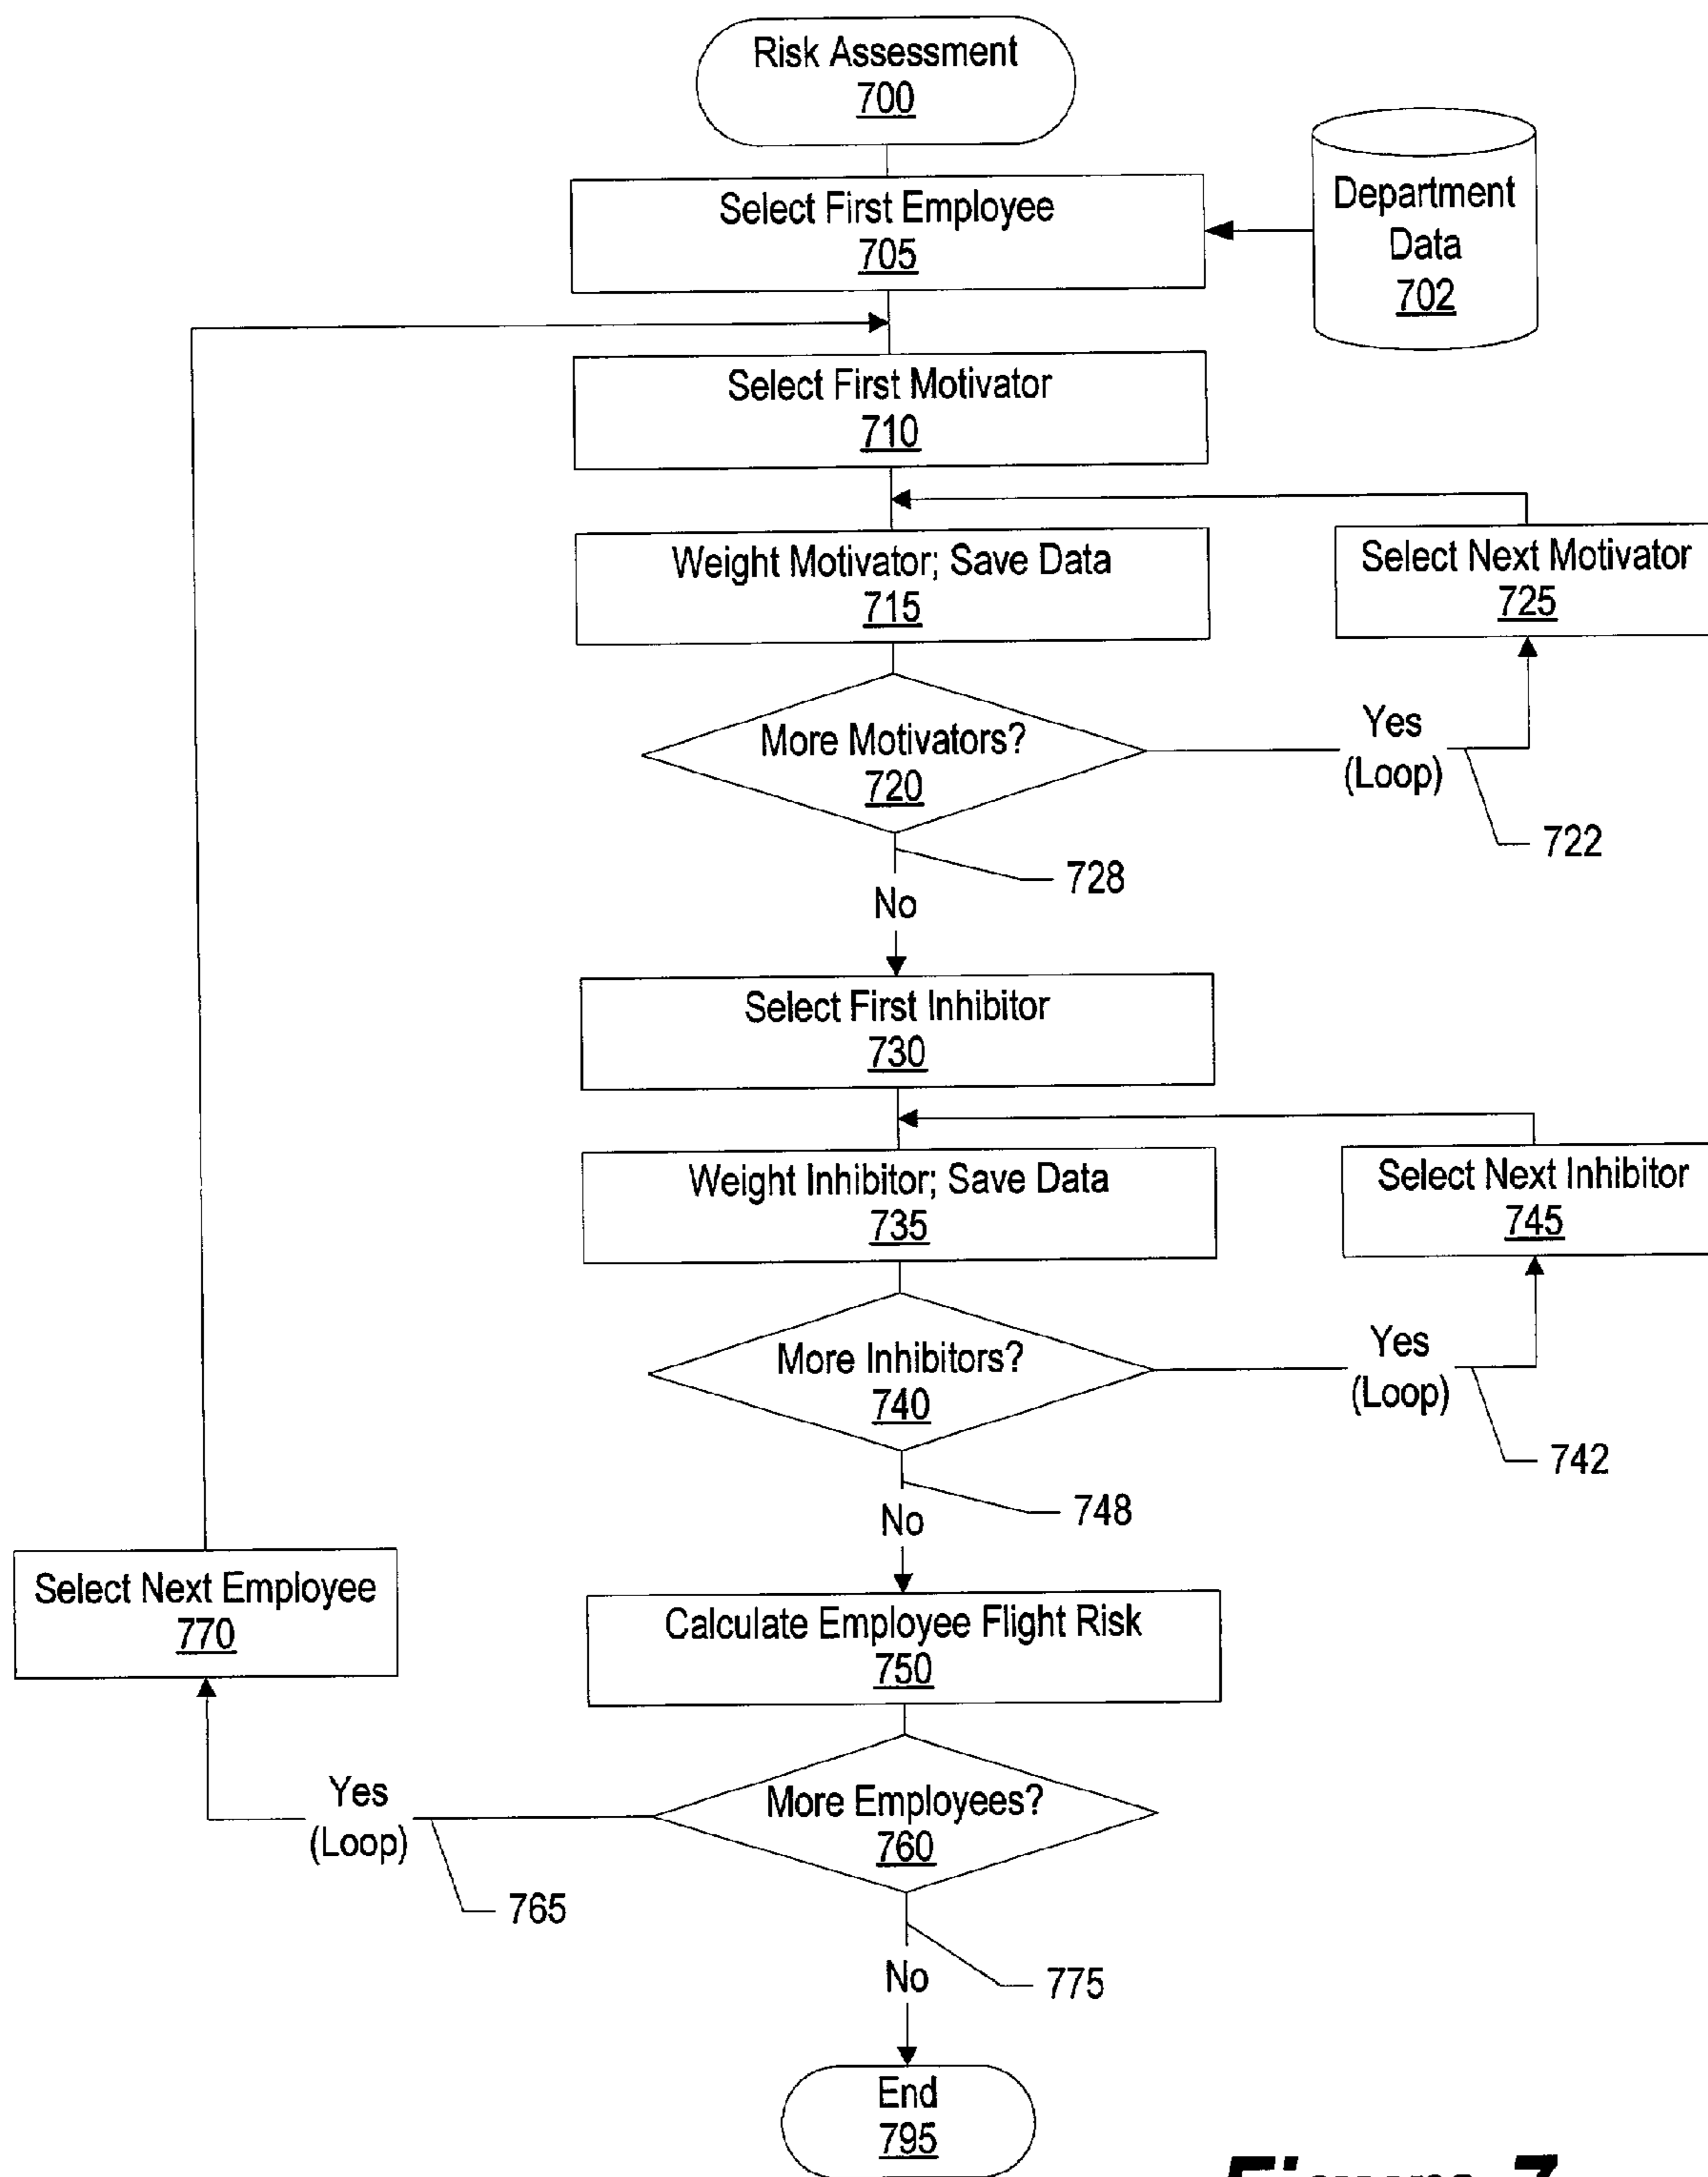 Risk Assessment
700
Department
Data
702
Select First Employee
705
Select First Motivator
710
Weight Motivator; Save Data
715
Select Next Motivator
725
More Motivators?
720
Yes
(Loop)
722
728
No
Select First Inhibitor
730
Weight Inhibitor; Save Data
735
Select Next Inhibitor
745
More Inhibitors?
740
Yes
(Loop)
742
748
No
Select Next Employee
770
Calculate Employee Flight Risk
750
More Employees?
760
Yes
(Loop)
765
775
No
End
795
Figure 7